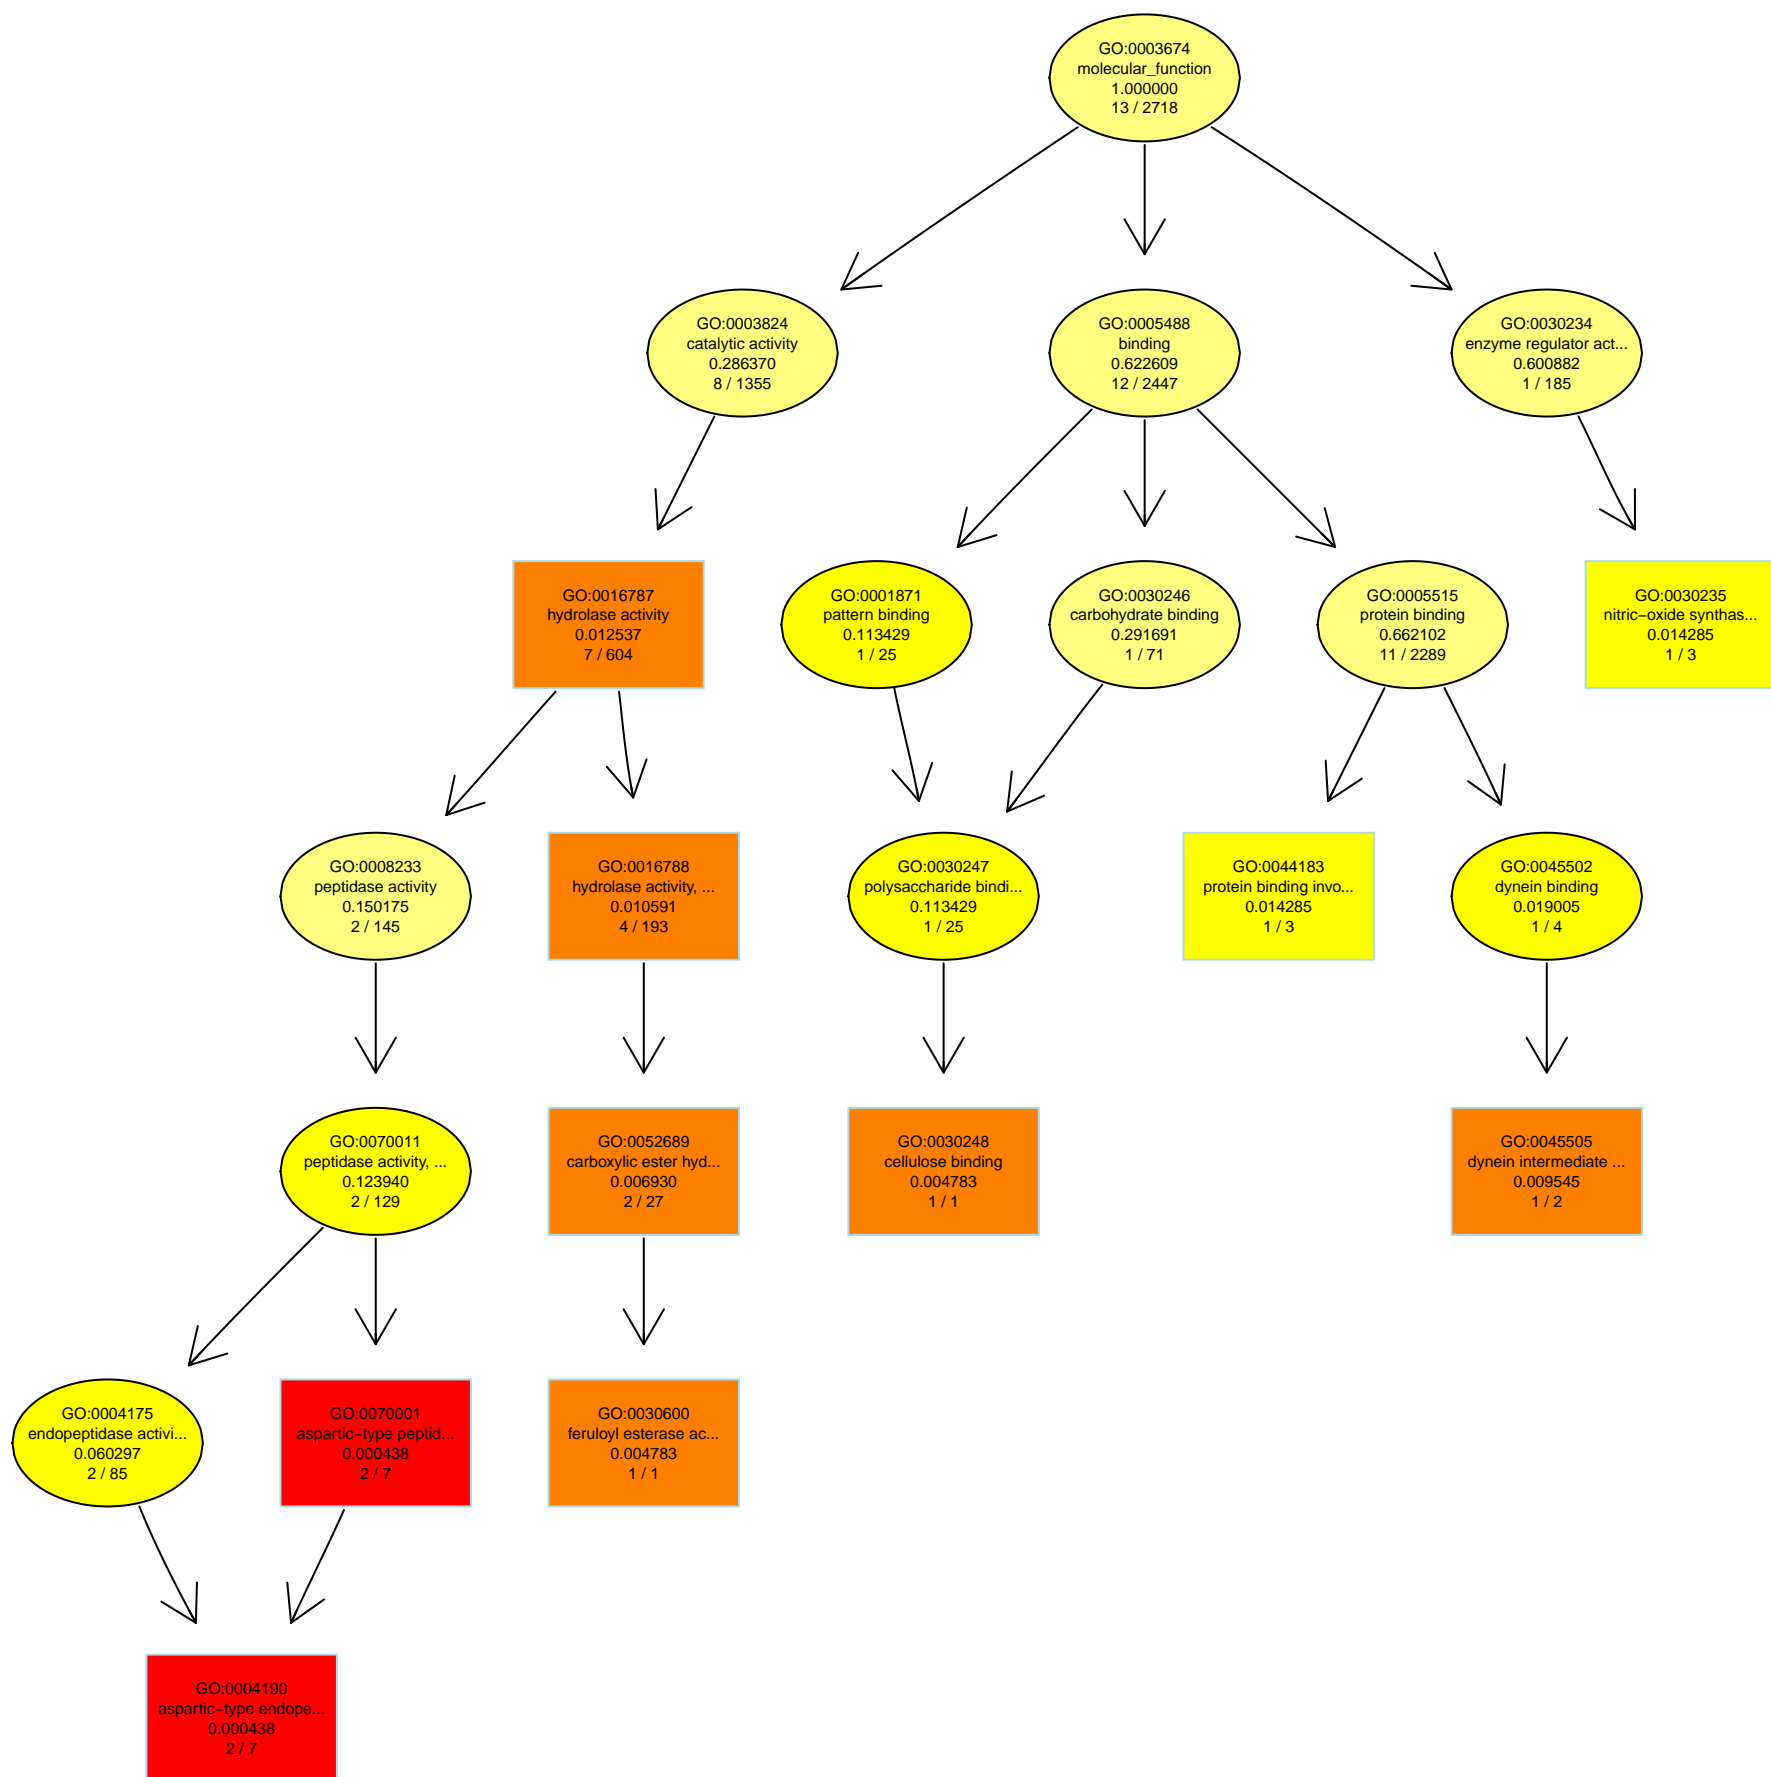 GO:0003674
molecular_function
1.000000
13 / 2718
GO:0003824
catalytic activity
0.286370
8 / 1355
GO:0005488
binding
0.622609
12 / 2447
GO:0030234
enzyme regulator act...
0.600882
1 / 185
GO:0016787
hydrolase activity
0.012537
7 / 604
GO:0001871
pattern binding
0.113429
1 / 25
GO:0030246
carbohydrate binding
0.291691
1 / 71
GO:0005515
protein binding
0.662102
11 / 2289
GO:0030235
nitric−oxide synthas...
0.014285
1 / 3
GO:0008233
peptidase activity
0.150175
2 / 145
GO:0016788
hydrolase activity, ...
0.010591
4 / 193
GO:0030247
polysaccharide bindi...
0.113429
1 / 25
GO:0044183
protein binding invo...
0.014285
1 / 3
GO:0045502
dynein binding
0.019005
1 / 4
GO:0070011
peptidase activity, ...
0.123940
2 / 129
GO:0052689
carboxylic ester hyd...
0.006930
2 / 27
GO:0030248
cellulose binding
0.004783
1 / 1
GO:0045505
dynein intermediate ...
0.009545
1 / 2
GO:0004175
endopeptidase activi...
0.060297
2 / 85
GO:0070001
aspartic−type peptid...
0.000438
2 / 7
GO:0030600
feruloyl esterase ac...
0.004783
1 / 1
GO:0004190
aspartic−type endope...
0.000438
2 / 7